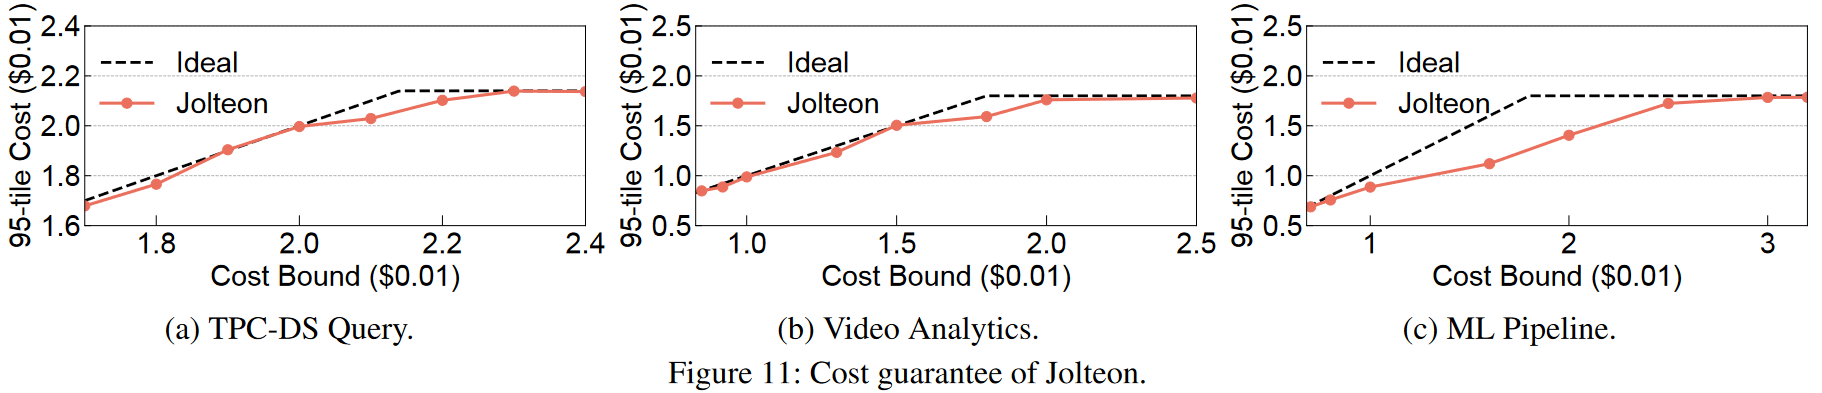 95-tile Cost ($0.01)
2.4
2.2
2.0
1.8
1.6
Ideal
Jolteon
1.8 2.0 2.2 2.4
Cost Bound ($0.01)
(a) TPC-DS Query.
95-tile Cost ($0.01)
2.5
2.0
1.5
1.0
0.5
Ideal
Jolteon
1.0 1.5 2.0 2.5
Cost Bound ($0.01)
(b) Video Analytics.
95-tile Cost ($0.01)
2.5
2.0
1.5
1.0
0.5
Ideal
Jolteon
1 2 3
Cost Bound ($0.01)
(c) ML Pipeline.
Figure 11: Cost guarantee of Jolteon.